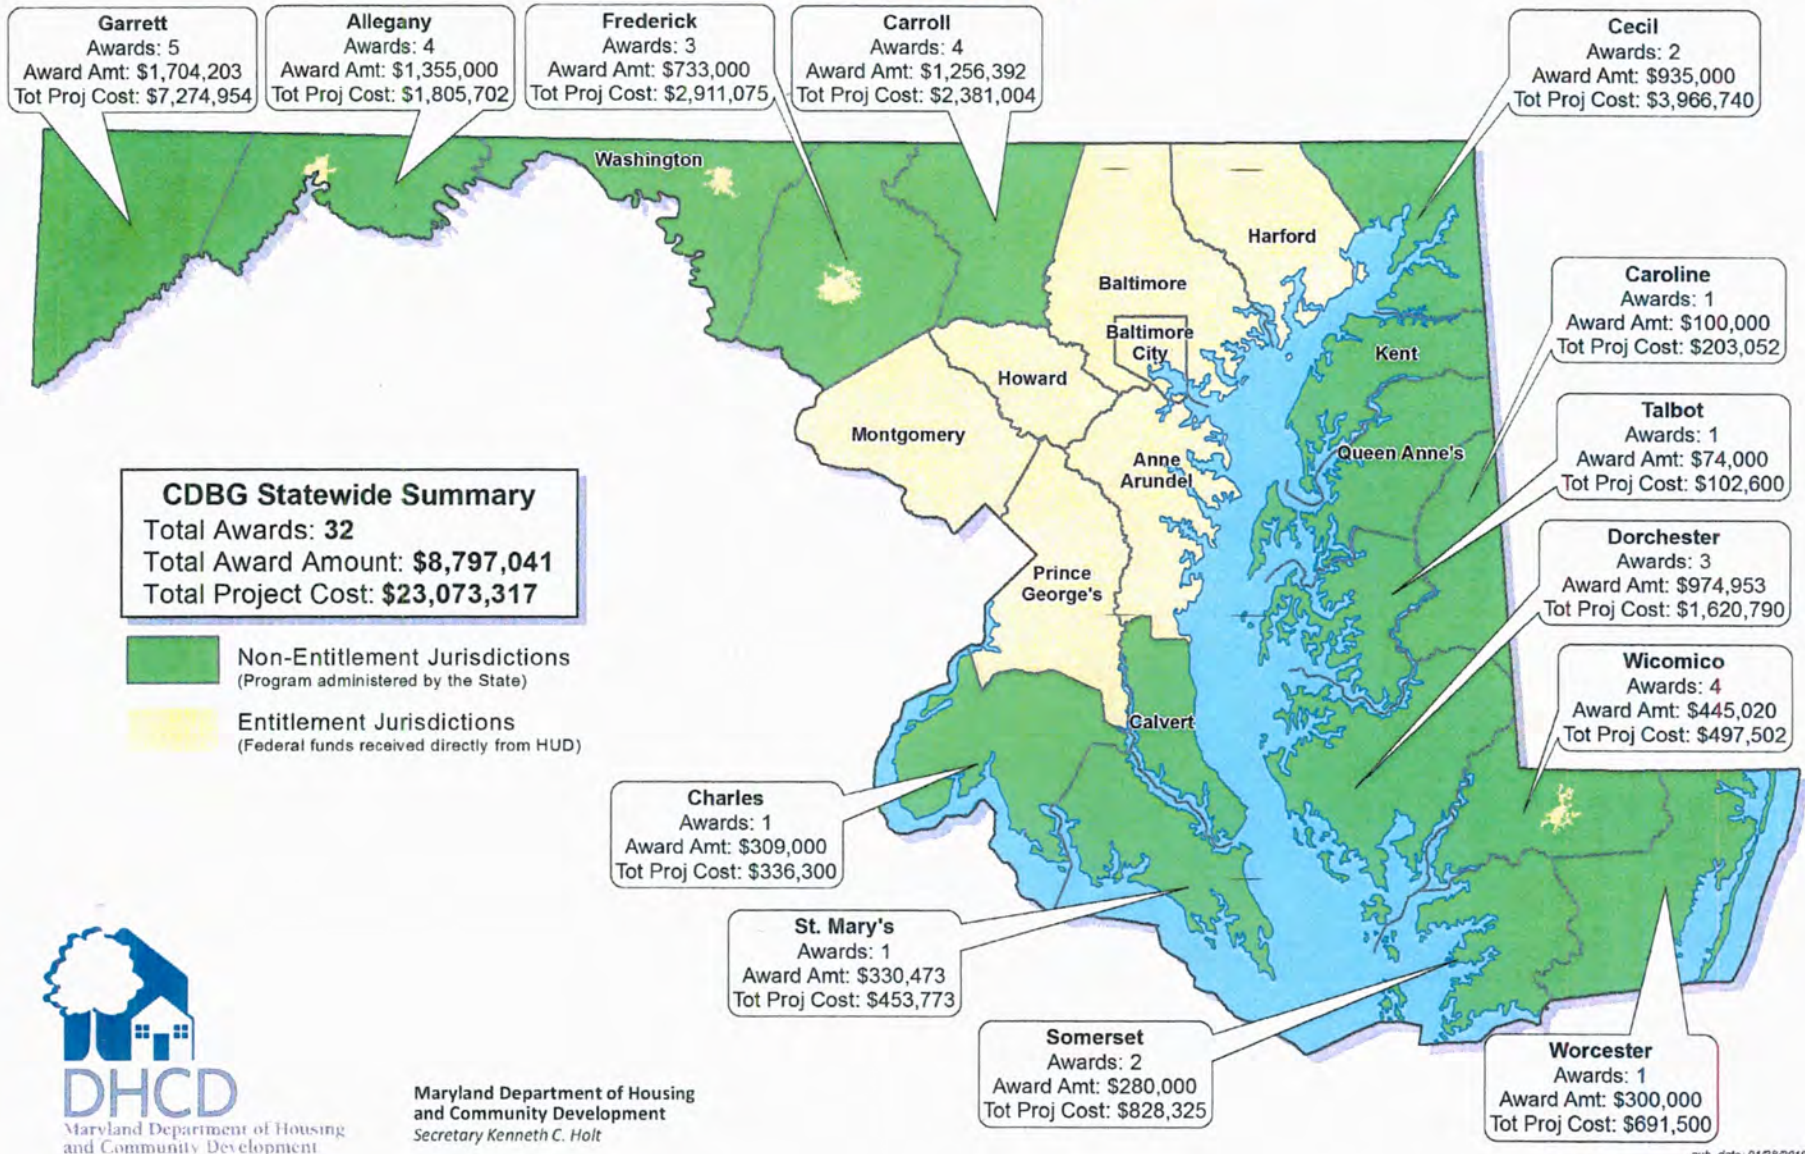 Garrett
Awards: 5
Award Amt: $1,704,203
Tot Proj Cost: $7,274,954
Allegany
Awards: 4
Award Amt: $1,355,000
Tot Proj Cost: $1,805,702
Frederick
Awards: 3
Award Amt: $733,000
Tot Proj Cost: $2,911,075
Carroll
Awards: 4
Award Amt: $1,256,392
Tot Proj Cost: $2,381,004
Cecil
Awards: 2
Award Amt: $935,000
Tot Proj Cost: $3,966,740
Washington
Harford
Baltimore
Baltimore
City
Howard
Montgomery
Anne
Arundel
Prince
George's
Calvert
Kent
Queen Anne's
Caroline
Awards: 1
Award Amt: $100,000
Tot Proj Cost: $203,052
Talbot
Awards: 1
Award Amt: $74,000
Tot Proj Cost: $102,600
Dorchester
Awards: 3
Award Amt: $974,953
Tot Proj Cost: $1,620,790
Wicomico
Awards: 4
Award Amt: $445,020
Tot Proj Cost: $497,502
CDBG Statewide Summary
Total Awards: 32
Total Award Amount: $8,797,041
Total Project Cost: $23,073,317
Non-Entitlement Jurisdictions
(Program administered by the State)
Entitlement Jurisdictions
(Federal funds received directly from HUD)
Charles
Awards: 1
Award Amt: $309,000
Tot Proj Cost: $336,300
St. Mary's
Awards: 1
Award Amt: $330,473
Tot Proj Cost: $453,773
Somerset
Awards: 2
Award Amt: $280,000
Tot Proj Cost: $828,325
Worcester
Awards: 1
Award Amt: $300,000
Tot Proj Cost: $691,500
DHCD
Maryland Department of Housing
and Community Development
Maryland Department of Housing
and Community Development
Secretary Kenneth C. Holt